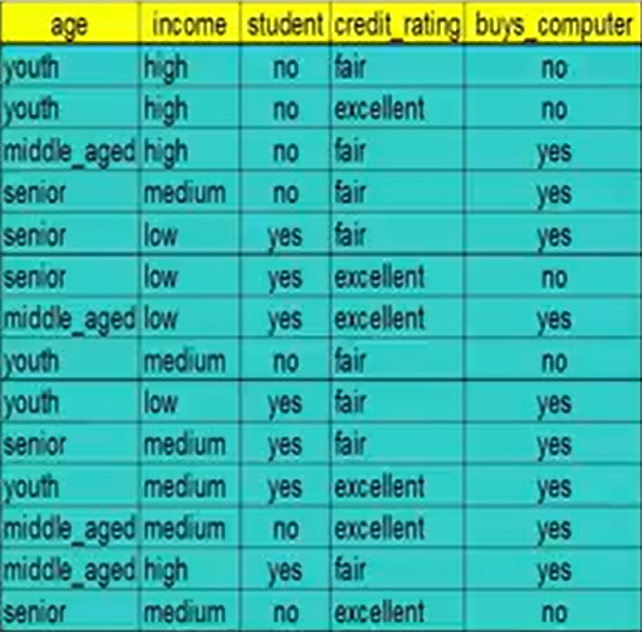 age income student credit_rating buys_computer
youth high no fair no
youth high no excellent no
middle_aged high no fair yes
senior medium no fair yes
senior low yes fair yes
senior low yes excellent no
middle_aged low yes excellent yes
youth medium no fair no
youth low yes fair yes
senior medium yes fair yes
youth medium yes excellent yes
middle_aged medium no excellent yes
middle_aged high yes fair yes
senior medium no excellent no